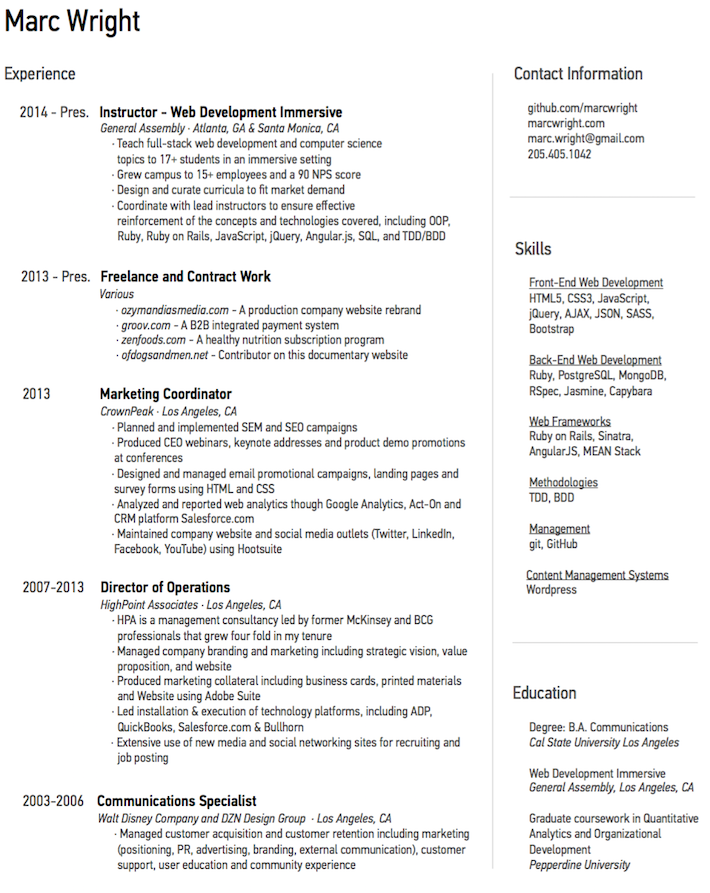 Marc Wright
Experience
2014 - Pres. Instructor - Web Development Immersive
General Assembly · Atlanta, GA & Santa Monica, CA
· Teach full-stack web development and computer science
topics to 17+ students in an immersive setting
· Grew campus to 15+ employees and a 90 NPS score
· Design and curate curricula to fit market demand
· Coordinate with lead instructors to ensure effective
reinforcement of the concepts and technologies covered, including OOP,
Ruby, Ruby on Rails, JavaScript, jQuery, Angular.js, SQL, and TDD/BDD
2013 - Pres. Freelance and Contract Work
Various
· ozymandiasmedia.com - A production company website rebrand
· groov.com - A B2B integrated payment system
· zenfoods.com - A healthy nutrition subscription program
· ofdogsandmen.net - Contributor on this documentary website
2013 Marketing Coordinator
CrownPeak · Los Angeles, CA
· Planned and implemented SEM and SEO campaigns
· Produced CEO webinars, keynote addresses and product demo promotions
at conferences
· Designed and managed email promotional campaigns, landing pages and
survey forms using HTML and CSS
· Analyzed and reported web analytics though Google Analytics, Act-On and
CRM platform Salesforce.com
· Maintained company website and social media outlets (Twitter, LinkedIn,
Facebook, YouTube) using Hootsuite
2007-2013 Director of Operations
HighPoint Associates · Los Angeles, CA
· HPA is a management consultancy led by former McKinsey and BCG
professionals that grew four fold in my tenure
· Managed company branding and marketing including strategic vision, value
proposition, and website
· Produced marketing collateral including business cards, printed materials
and Website using Adobe Suite
· Led installation & execution of technology platforms, including ADP,
QuickBooks, Salesforce.com & Bullhorn
· Extensive use of new media and social networking sites for recruiting and
job posting
2003-2006 Communications Specialist
Walt Disney Company and DZN Design Group · Los Angeles, CA
· Managed customer acquisition and customer retention including marketing
(positioning, PR, advertising, branding, external communication), customer
support, user education and community experience
Contact Information
github.com/marcwright
marcwright.com
marc.wright@gmail.com
205.405.1042
Skills
Front-End Web Development
HTML5, CSS3, JavaScript,
jQuery, AJAX, JSON, SASS,
Bootstrap
Back-End Web Development
Ruby, PostgreSQL, MongoDB,
RSpec, Jasmine, Capybara
Web Frameworks
Ruby on Rails, Sinatra,
AngularJS, MEAN Stack
Methodologies
TDD, BDD
Management
git, GitHub
Content Management Systems
Wordpress
Education
Degree: B.A. Communications
Cal State University Los Angeles
Web Development Immersive
General Assembly, Los Angeles, CA
Graduate coursework in Quantitative
Analytics and Organizational
Development
Pepperdine University